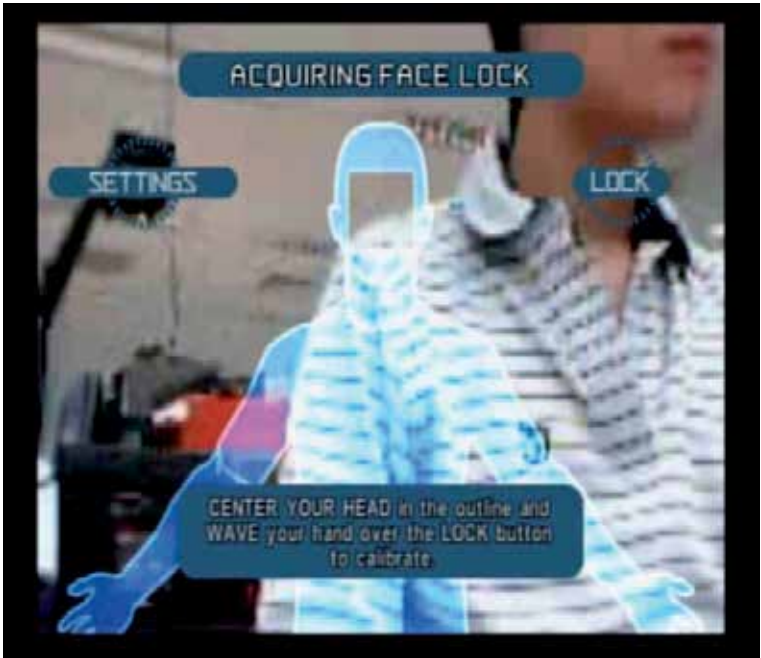 ACQUIRING FACE LOCK
SETTINGS
LOCK
CENTER YOUR HEAD in the outline and
WAVE your hand over the LOCK button
to calibrate.